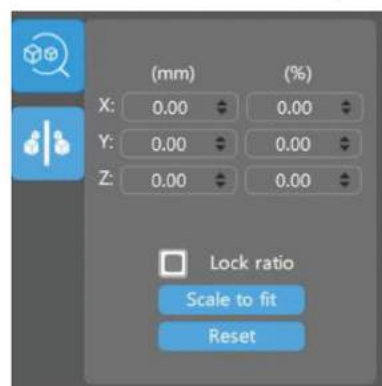 (mm) (%)
X: 0.00 0.00
Y: 0.00 0.00
Z: 0.00 0.00
Lock ratio
Scale to fit
Reset